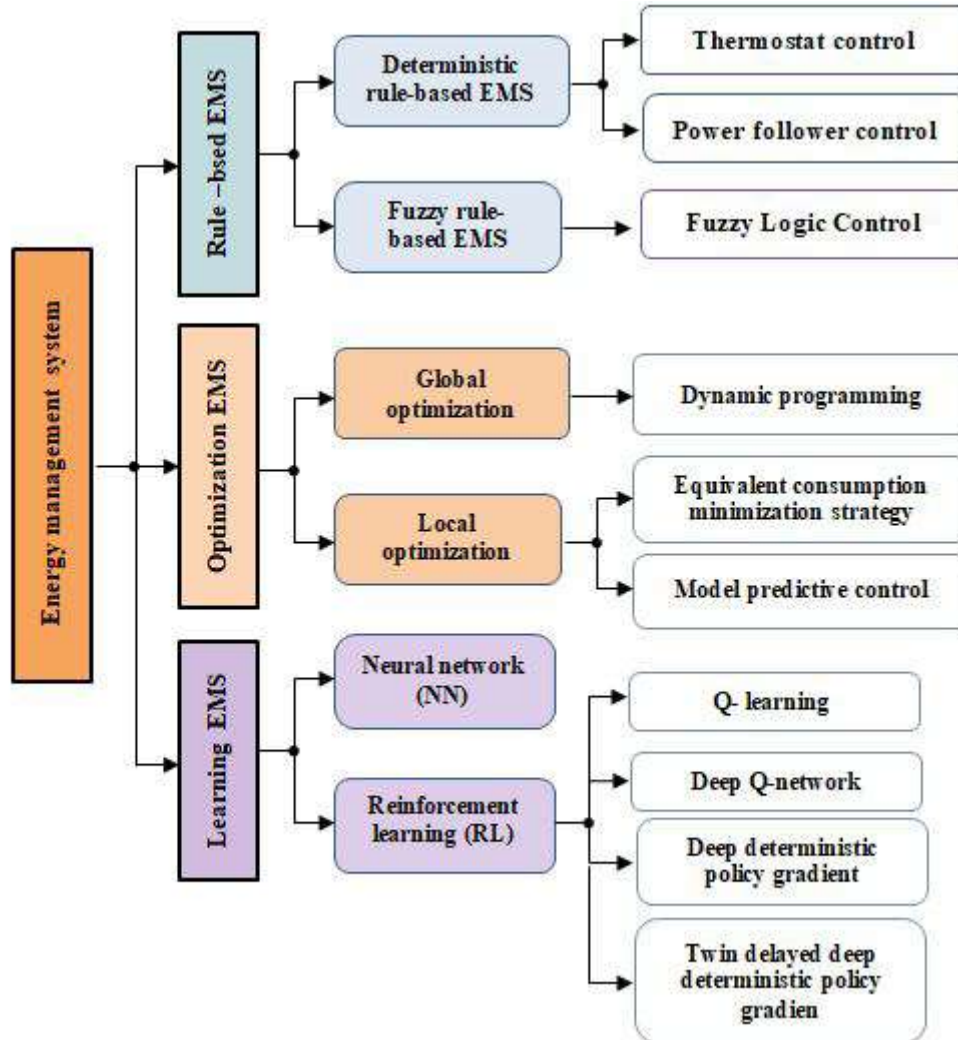 Energy management system
Rule –bsed EMS
Deterministic
rule-based EMS
Thermostat control
Power follower control
Fuzzy rule-
based EMS
Fuzzy Logic Control
Optimization EMS
Global
optimization
Dynamic programming
Local
optimization
Equivalent consumption
minimization strategy
Model predictive control
Learning EMS
Neural network
(NN)
Reinforcement
learning (RL)
Q- learning
Deep Q-network
Deep deterministic
policy gradient
Twin delayed deep
deterministic policy
gradien